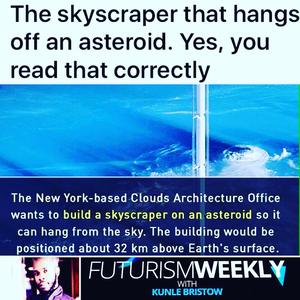 The skyscraper that hangs
off an asteroid. Yes, you
read that correctly
The New York-based Clouds Architecture Office
wants to build a skyscraper on an asteroid so it
can hang from the sky. The building would be
positioned about 32 km above Earth's surface.
FUTURISMWEEKLY
WITH
KUNLE BRISTOW